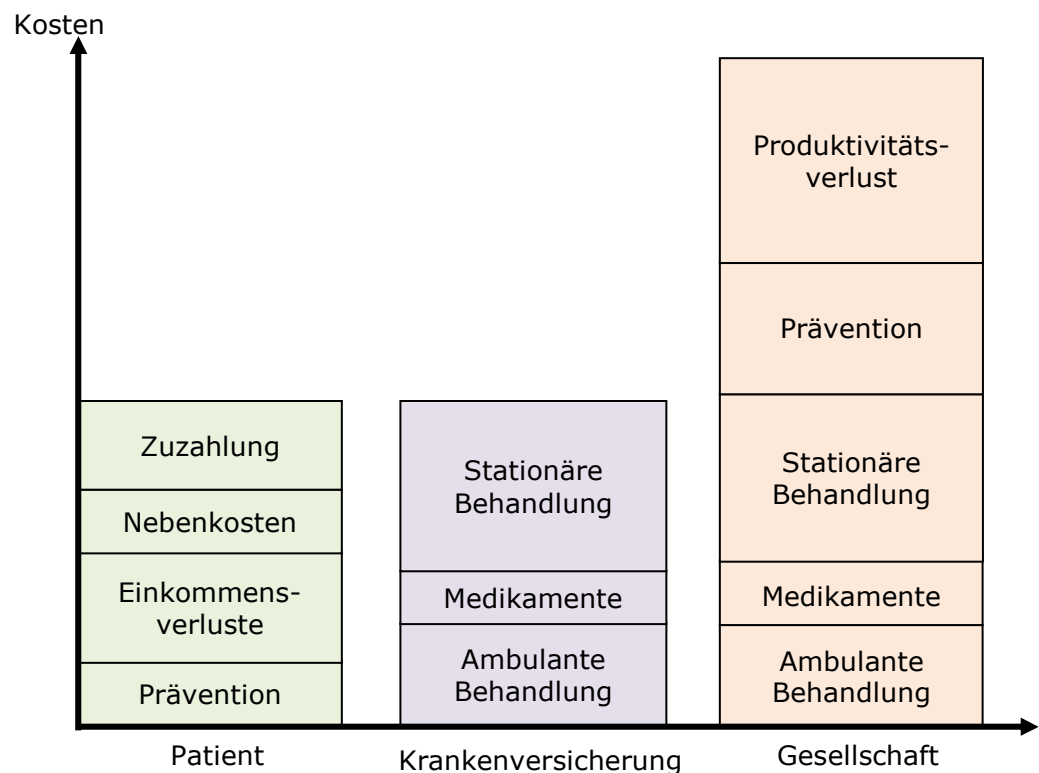 Kosten
Zuzahlung
Nebenkosten
Einkommens-
verluste
Prävention
Stationäre
Behandlung
Medikamente
Ambulante
Behandlung
Produktivitäts-
verlust
Prävention
Stationäre
Behandlung
Medikamente
Ambulante
Behandlung
Patient
Krankenversicherung
Gesellschaft